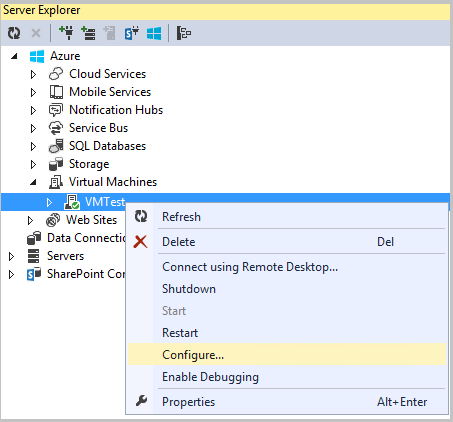 Server Explorer
Azure
Cloud Services
Mobile Services
Notification Hubs
Service Bus
SQL Databases
Storage
Virtual Machines
VMTest
Web Sites
Data Connectio
Servers
SharePoint Con
Refresh
Delete Del
Connect using Remote Desktop...
Shutdown
Start
Restart
Configure...
Enable Debugging
Properties Alt+Enter